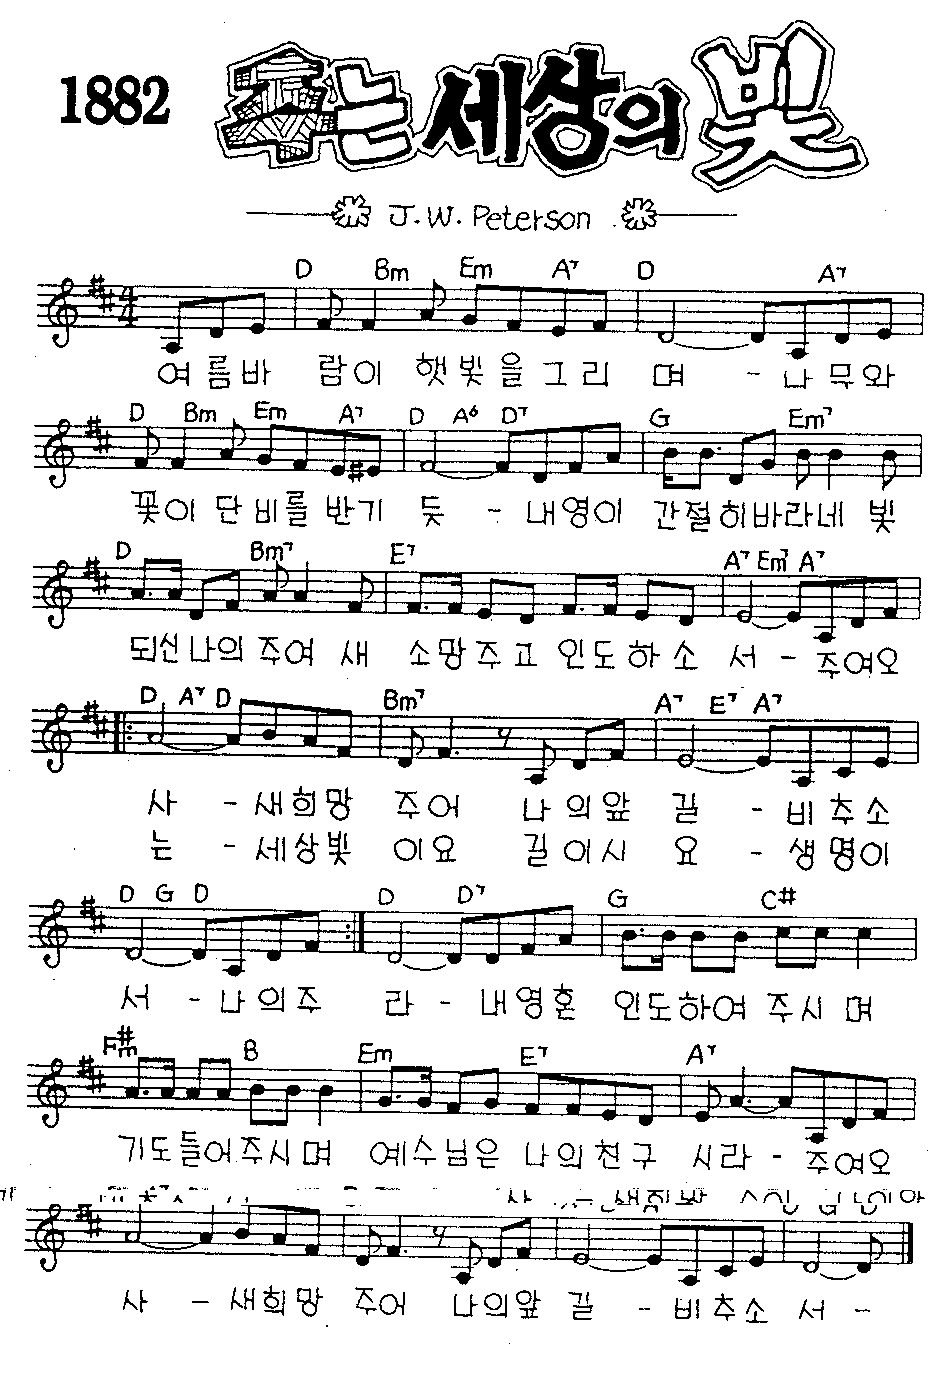 1882 주는 세상의 빛
J.W. Peterson
D Bm Em A7 D A7
여름바 람이 햇빛을그리 며 - 나무와
D Bm Em A7 D A6 D7 G Em7
꽃이 단비를 반기 듯 - 내영이 간절히바라네 빛
D Bm7 E7 A7 Em7 A7
되신나의 주여 새 소망주고 인도하소 서 - 주여오
D A7 D Bm7 A7 E7 A7
사 - 새희망 주어 나의앞 길 - 비추소
는 - 세상빛 이요 길이시 요 - 생명이
D G D D D7 G C#
서 - 나의주 라 - 내영혼 인도하여 주시며
F#m B Em E7 A7
기도들어주시며 예수님은 나의친구 시라 - 주여오
사 - 새희망 주어 나의앞 길 - 비추소 서 -